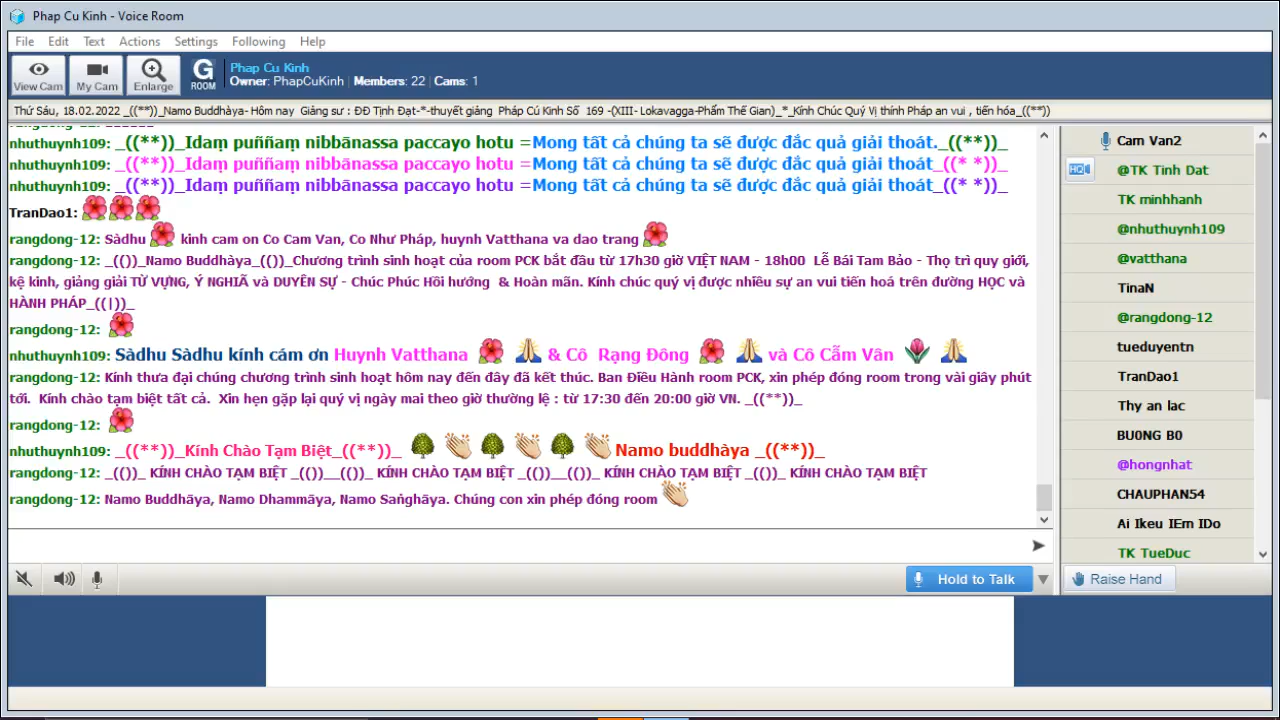 Phap Cu Kinh - Voice Room
File Edit Text Actions Settings Following Help
View Cam My Cam Enlarge G ROOM
Phap Cu Kinh
Owner: PhapCuKinh | Members: 22 | Cams: 1
Thứ Sáu, 18.02.2022 _((**))_Namo Buddhàya- Hôm nay Giảng sư : ĐĐ Tịnh Đạt-*-thuyết giảng Pháp Cú Kinh Số 169 -(XIII- Lokavagga-Phẩm Thế Gian)_*_Kính Chúc Quý Vị thính Pháp an vui , tiến hóa_((**))
nhuthuynh109: _((**))_Idaṃ puññaṃ nibbānassa paccayo hotu =Mong tất cả chúng ta sẽ được đắc quả giải thoát._((**))_
nhuthuynh109: _((**))_Idaṃ puññaṃ nibbānassa paccayo hotu =Mong tất cả chúng ta sẽ được đắc quả giải thoát_((* *))_
nhuthuynh109: _((**))_Idaṃ puññaṃ nibbānassa paccayo hotu =Mong tất cả chúng ta sẽ được đắc quả giải thoát_((* *))_
TranDao1: 🌺🌺🌺
rangdong-12: Sàdhu 🌺 kinh cam on Co Cam Van, Co Như Pháp, huynh Vatthana va dao trang 🌺
rangdong-12: _(())_Namo Buddhàya_(())_Chương trình sinh hoạt của room PCK bắt đầu từ 17h30 giờ VIỆT NAM - 18h00 Lễ Bái Tam Bảo - Thọ trì quy giới,
kệ kinh, giảng giải TỪ VỰNG, Ý NGHĨA và DUYÊN SỰ - Chúc Phúc Hồi hướng & Hoàn mãn. Kính chúc quý vị được nhiều sự an vui tiến hoá trên đường HỌC và
HÀNH PHÁP_((|))_
rangdong-12: 🌺
nhuthuynh109: Sàdhu Sàdhu kính cám ơn Huynh Vatthana 🌺 🙏 & Cô Rạng Đông 🌺 🙏 và Cô Cẩm Vân 🌷 🙏
rangdong-12: Kính thưa đại chúng chương trình sinh hoạt hôm nay đến đây đã kết thúc. Ban Điều Hành room PCK, xin phép đóng room trong vài giây phút
tới. Kính chào tạm biệt tất cả. Xin hẹn gặp lại quý vị ngày mai theo giờ thường lệ : từ 17:30 đến 20:00 giờ VN. _((**))_
rangdong-12: 🌺
nhuthuynh109: _((**))_Kính Chào Tạm Biệt_((**))_ 🌳 👏 🌳 👏 🌳 👏 Namo buddhàya _((**))_
rangdong-12: _(())_ KÍNH CHÀO TẠM BIỆT _(())__(())_ KÍNH CHÀO TẠM BIỆT _(())__(())_ KÍNH CHÀO TẠM BIỆT _(())_ KÍNH CHÀO TẠM BIỆT
rangdong-12: Namo Buddhāya, Namo Dhammāya, Namo Saṅghāya. Chúng con xin phép đóng room 👏
Cam Van2
HQ
@TK Tinh Dat
TK minhhanh
@nhuthuynh109
@vatthana
TinaN
@rangdong-12
tueduyentn
TranDao1
Thy an lac
BU0NG B0
@hongnhat
CHAUPHAN54
Ai Ikeu IEm IDo
TK TueDuc
Hold to Talk
Raise Hand